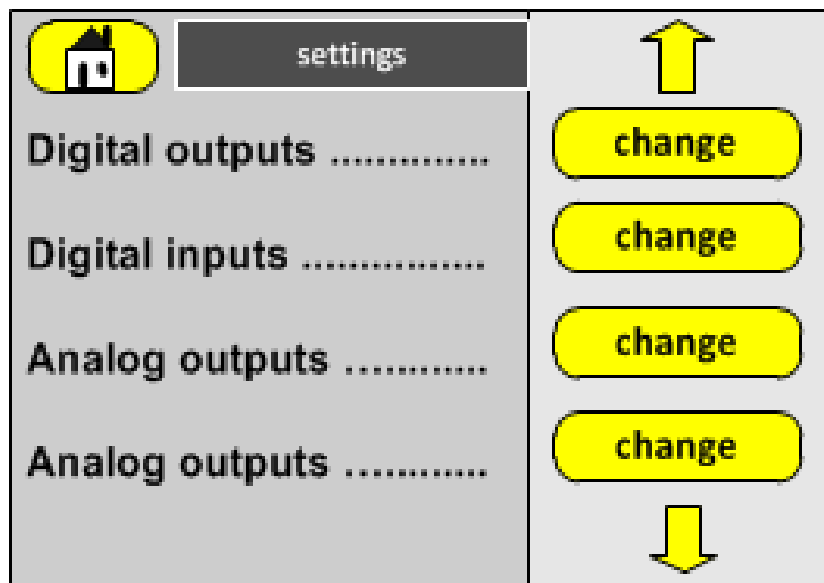 settings
Digital outputs .............. change
Digital inputs ................ change
Analog outputs ............ change
Analog outputs ............ change